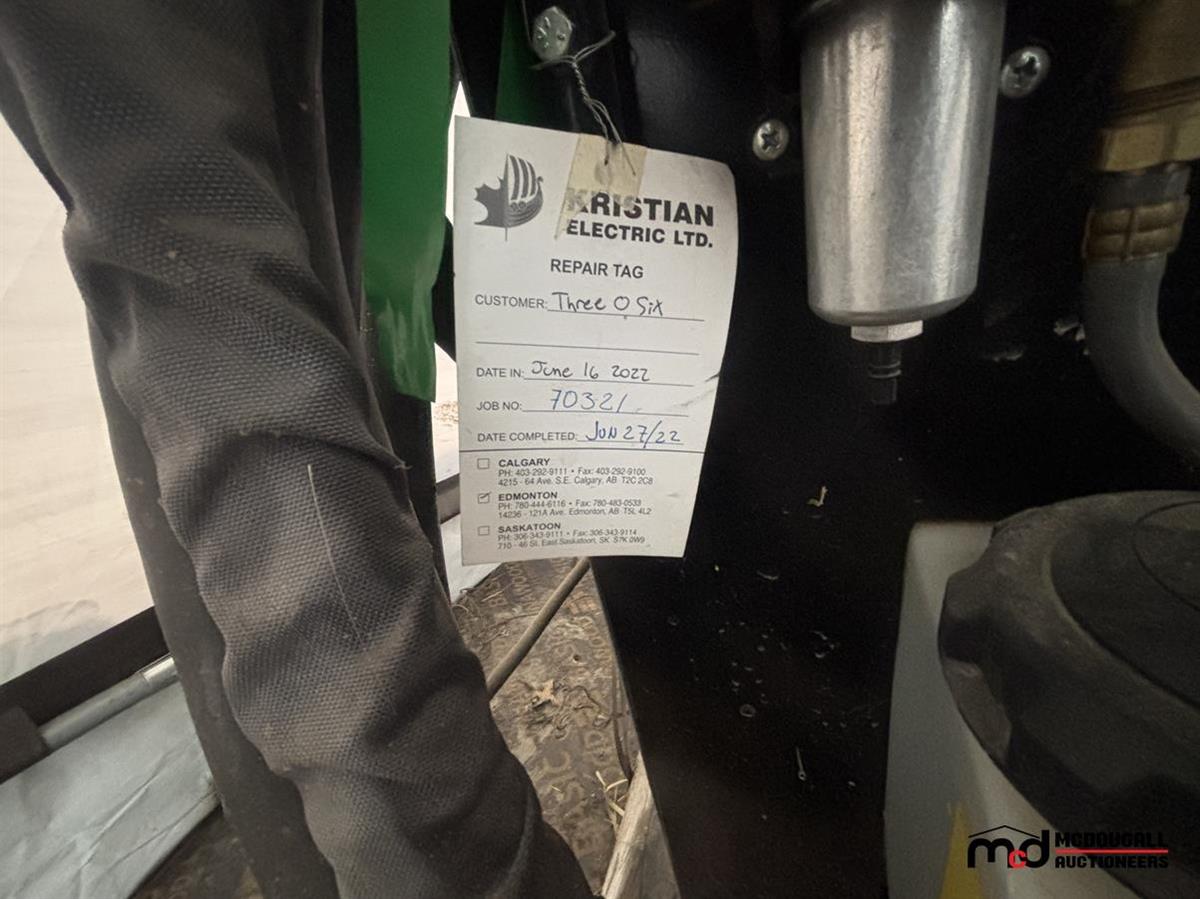 KRISTIAN
ELECTRIC LTD.
REPAIR TAG
CUSTOMER: Three O Six
DATE IN: June 16 2022
JOB NO: 70321
DATE COMPLETED: JUN 27/22
CALGARY
PH: 403-292-9111 • Fax: 403-292-9100
4215 - 64 Ave. S.E. Calgary, AB T2C 2C8
EDMONTON
PH: 780-444-6116 • Fax: 780-483-0533
14236 - 121A Ave. Edmonton, AB T5L 4L2
SASKATOON
PH: 306-343-9111 • Fax: 306-343-9114
710 - 46 St. East Saskatoon, SK S7K 0W9
mcd MCDOUGALL
AUCTIONEERS